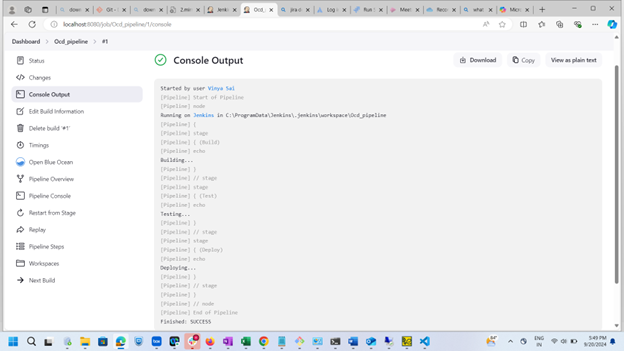 down
Git -
down
2.me
Jenki
Ocd_
jira d
Log i
Ruk
Mee
Reco
what
Micro
localhost:8080/job/Ocd_pipeline/1/console
Dashboard > Ocd_pipeline > #1
Status
Changes
Console Output
Edit Build Information
Delete build '#1'
Timings
Open Blue Ocean
Pipeline Overview
Pipeline Console
Restart from Stage
Replay
Pipeline Steps
Workspaces
Next Build
Console Output
Download
Copy
View as plain text
Started by user Vinya Sai
[Pipeline] Start of Pipeline
[Pipeline] node
Running on Jenkins in C:\ProgramData\Jenkins\.jenkins\workspace\Ocd_pipeline
[Pipeline] {
[Pipeline] stage
[Pipeline] { (Build)
[Pipeline] echo
Building...
[Pipeline] }
[Pipeline] // stage
[Pipeline] stage
[Pipeline] { (Test)
[Pipeline] echo
Testing...
[Pipeline] }
[Pipeline] // stage
[Pipeline] stage
[Pipeline] { (Deploy)
[Pipeline] echo
Deploying...
[Pipeline] }
[Pipeline] // stage
[Pipeline] }
[Pipeline] // node
[Pipeline] End of Pipeline
Finished: SUCCESS
84°
ENG
IN
5:49 PM
9/20/2024